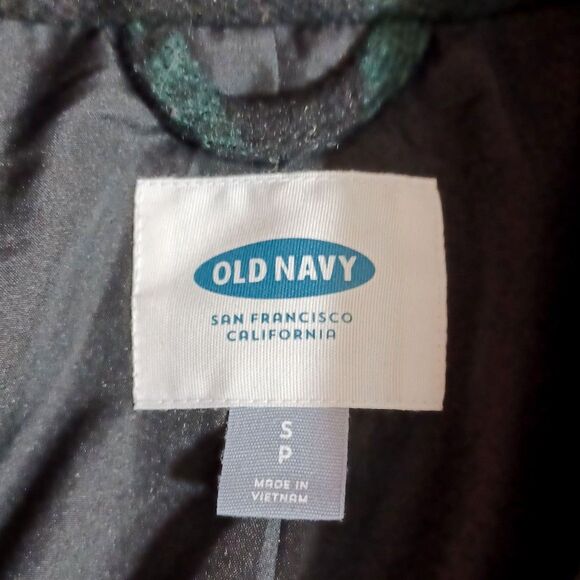 OLD NAVY
SAN FRANCISCO
CALIFORNIA
S
P
MADE IN
VIETNAM